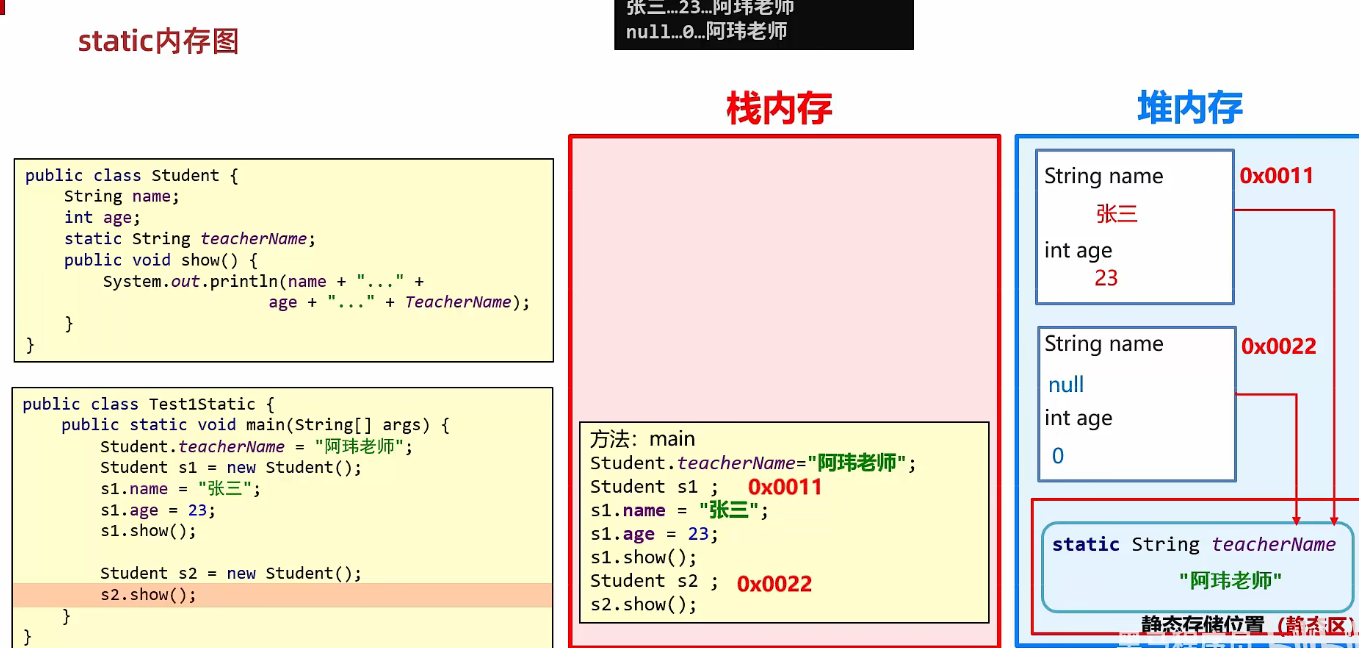 static内存图
张三…23…阿玮老师
null…0…阿玮老师
public class Student {
String name;
int age;
static String teacherName;
public void show() {
System.out.println(name + "..." +
age + "..." + TeacherName);
}
}
public class Test1Static {
public static void main(String[] args) {
Student.teacherName = "阿玮老师";
Student s1 = new Student();
s1.name = "张三";
s1.age = 23;
s1.show();
Student s2 = new Student();
s2.show();
}
}
栈内存
方法：main
Student.teacherName="阿玮老师";
Student s1 ; 0x0011
s1.name = "张三";
s1.age = 23;
s1.show();
Student s2 ; 0x0022
s2.show();
堆内存
String name
0x0011
张三
int age
23
String name
0x0022
null
int age
0
static String teacherName
"阿玮老师"
静态存储位置（静态区）